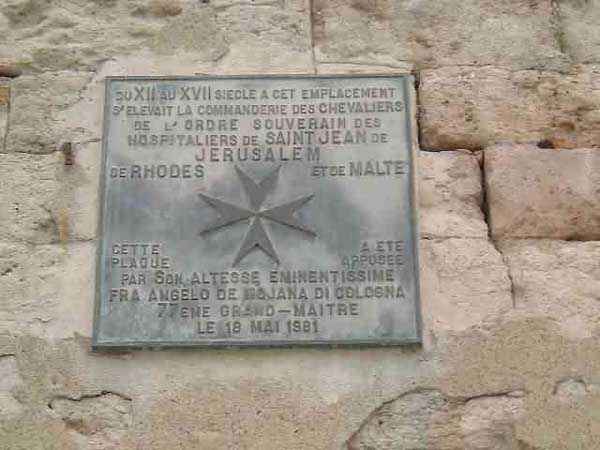 DU XII AU XVII SIECLE A CET EMPLACEMENT
S'ELEVAIT LA COMMANDERIE DES CHEVALIERS
DE L'ORDRE SOUVERAIN DES
HOSPITALIERS DE SAINT JEAN DE
JERUSALEM
DE RHODES ET DE MALTE
CETTE A ETE
PLAQUE APPOSEE
PAR SON ALTESSE EMINENTISSIME
FRA ANGELO DE MOJANA DI COLOGNA
77EME GRAND-MAITRE
LE 18 MAI 1981